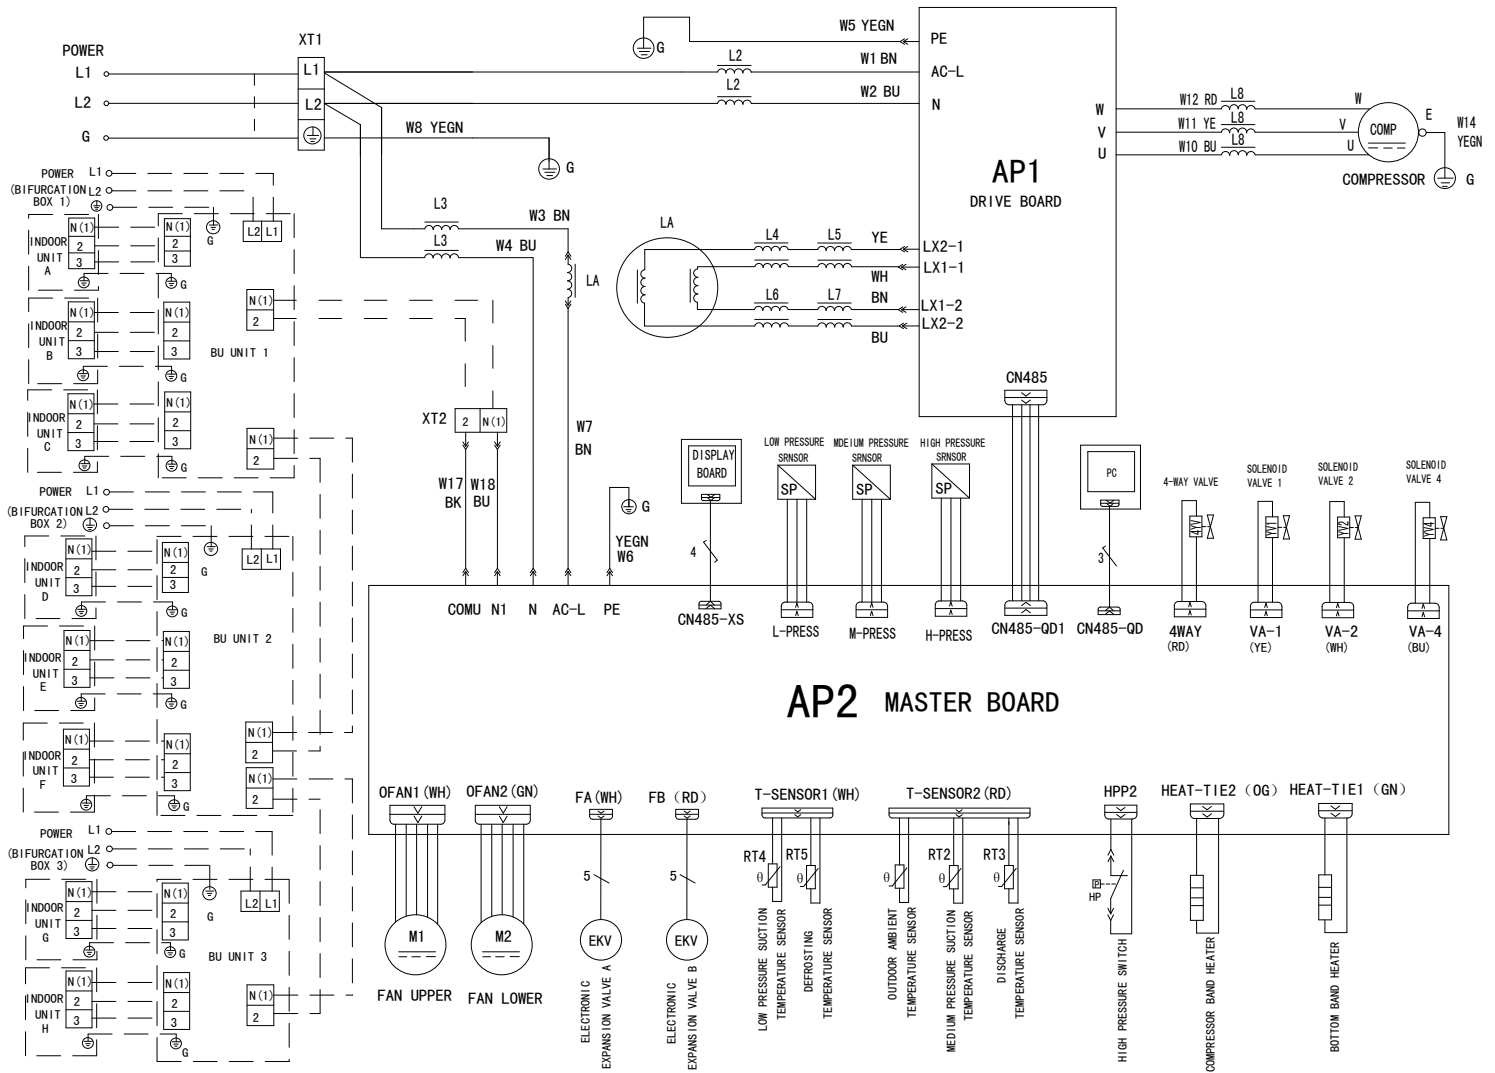 POWER
L1
L2
G
XT1
L1
L2
W8 YEGN
G
W5 YEGN
G
L2
W1 BN
L2
W2 BU
PE
AC-L
N
AP1
DRIVE BOARD
W
V
U
W12 RD L8
W11 YE L8
W10 BU L8
W
V
U
COMP
E
W14
YEGN
COMPRESSOR
G
L3
W3 BN
L3
W4 BU
LA
LA
L4 L5 YE
WH
L6 L7 BN
BU
LX2-1
LX1-1
LX1-2
LX2-2
CN485
POWER L1
(BIFURCATION L2
BOX 1)
G
L2 L1
INDOOR
UNIT
A
N(1)
2
3
N(1)
2
3
G
INDOOR
UNIT
B
N(1)
2
3
N(1)
2
3
G
BU UNIT 1
N(1)
2
INDOOR
UNIT
C
N(1)
2
3
N(1)
2
3
G
N(1)
2
POWER L1
(BIFURCATION L2
BOX 2)
G
L2 L1
INDOOR
UNIT
D
N(1)
2
3
N(1)
2
3
G
BU UNIT 2
INDOOR
UNIT
E
N(1)
2
3
N(1)
2
3
G
INDOOR
UNIT
F
N(1)
2
3
N(1)
2
3
G
N(1)
2
N(1)
2
POWER L1
(BIFURCATION L2
BOX 3)
G
L2 L1
INDOOR
UNIT
G
N(1)
2
3
N(1)
2
3
G
BU UNIT 3
INDOOR
UNIT
H
N(1)
2
3
N(1)
2
3
G
N(1)
2
XT2
2 N(1)
W17
BK
W18
BU
W7
BN
G
YEGN
W6
DISPLAY
BOARD
4
LOW PRESSURE
SRNSOR
SP
MDEIUM PRESSURE
SRNSOR
SP
HIGH PRESSURE
SRNSOR
SP
PC
3
4-WAY VALVE
4YV
SOLENOID
VALVE 1
YV1
SOLENOID
VALVE 2
YV2
SOLENOID
VALVE 4
YV4
COMU N1 N AC-L PE
CN485-XS
L-PRESS
M-PRESS
H-PRESS
CN485-QD1
CN485-QD
4WAY
(RD)
VA-1
(YE)
VA-2
(WH)
VA-4
(BU)
AP2 MASTER BOARD
OFAN1(WH)
OFAN2(GN)
FA(WH)
FB (RD)
T-SENSOR1(WH)
T-SENSOR2(RD)
HPP2
HEAT-TIE2 (OG)
HEAT-TIE1 (GN)
M1
FAN UPPER
M2
FAN LOWER
5
EKV
ELECTRONIC
EXPANSION VALVE A
5
EKV
ELECTRONIC
EXPANSION VALVE B
RT4
θ
LOW PRESSURE SUCTION
TEMPERATURE SENSOR
RT5
θ
DEFROSTING
TEMPERATURE SENSOR
θ
OUTDOOR AMBIENT
TEMPERATURE SENSOR
RT2
θ
MEDIUM PRESSURE SUCTION
TEMPERATURE SENSOR
RT3
θ
DISCHARGE
TEMPERATURE SENSOR
P
HP
HIGH PRESSURE SWITCH
COMPRESSOR BAND HEATER
BOTTOM BAND HEATER